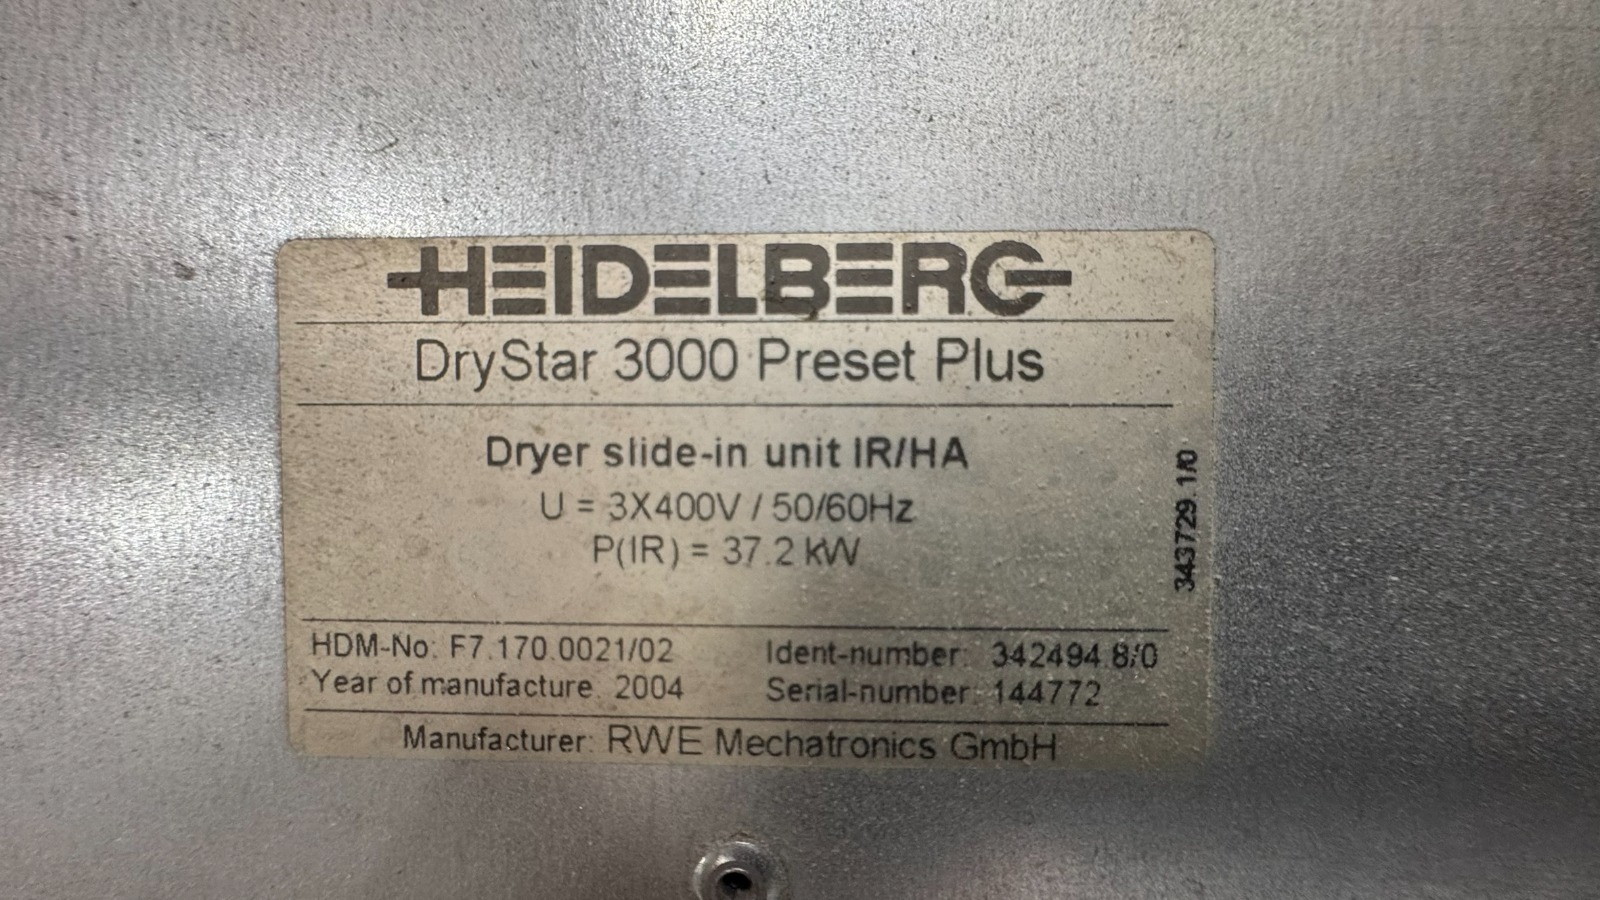 HEIDELBERG
DryStar 3000 Preset Plus
Dryer slide-in unit IR/HA
U = 3X400V / 50/60Hz
P(IR) = 37.2 kW
343729.1/0
HDM-No: F7.170.0021/02
Ident-number: 342494.8/0
Year of manufacture: 2004
Serial-number: 144772
Manufacturer: RWE Mechatronics GmbH